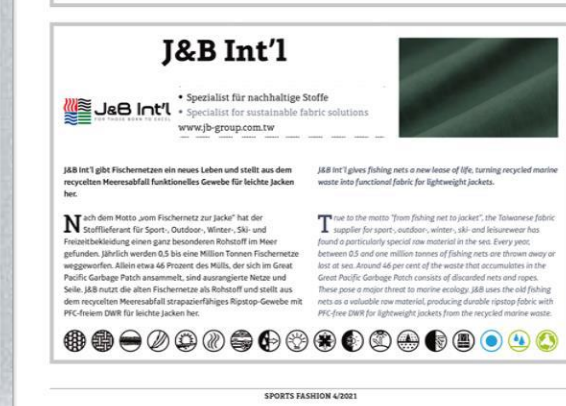 J&B Int'l
J&B Int'l
FOR THOSE BORN TO EXCEL
• Spezialist für nachhaltige Stoffe
• Specialist for sustainable fabric solutions
www.jb-group.com.tw
J&B Int'l gibt Fischernetzen ein neues Leben und stellt aus dem
recycelten Meeresabfall funktionelles Gewebe für leichte Jacken
her.
Nach dem Motto „vom Fischernetz zur Jacke" hat der
Stofflieferant für Sport-, Outdoor-, Winter-, Ski- und
Freizeitbekleidung einen ganz besonderen Rohstoff im Meer
gefunden. Jährlich werden 0,5 bis eine Million Tonnen Fischernetze
weggeworfen. Allein etwa 46 Prozent des Mülls, der sich im Great
Pacific Garbage Patch ansammelt, sind ausrangierte Netze und
Seile. J&B nutzt die alten Fischernetze als Rohstoff und stellt aus
dem recycelten Meeresabfall strapazierfähiges Ripstop-Gewebe mit
PFC-freiem DWR für leichte Jacken her.
J&B Int'l gives fishing nets a new lease of life, turning recycled marine
waste into functional fabric for lightweight jackets.
True to the motto "from fishing net to jacket", the Taiwanese fabric
supplier for sport-, outdoor-, winter-, ski- and leisurewear has
found a particularly special raw material in the sea. Every year,
between 0.5 and one million tonnes of fishing nets are thrown away or
lost at sea. Around 46 per cent of the waste that accumulates in the
Great Pacific Garbage Patch consists of discarded nets and ropes.
These pose a major threat to marine ecology. J&B uses the old fishing
nets as a valuable raw material, producing durable ripstop fabric with
PFC-free DWR for lightweight jackets from the recycled marine waste.
SPORTS FASHION 4/2021